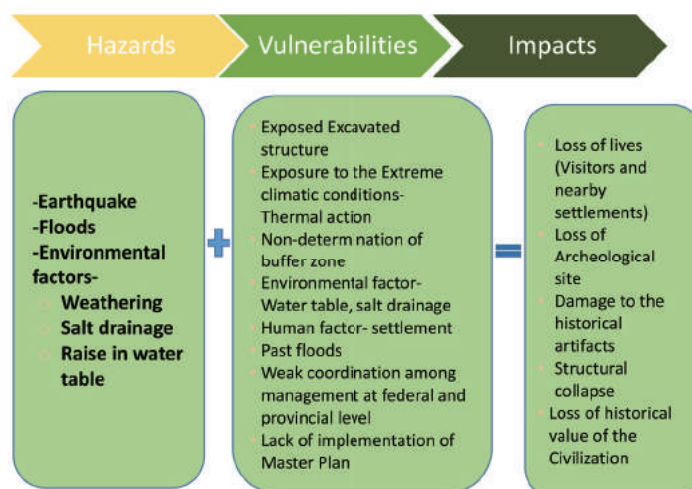 Hazards
Vulnerabilities
Impacts
-Earthquake
-Floods
-Environmental
factors-
Weathering
Salt drainage
Raise in water
table
+
Exposed Excavated
structure
Exposure to the Extreme
climatic conditions-
Thermal action
Non-determination of
buffer zone
Environmental factor-
Water table, salt drainage
Human factor- settlement
Past floods
Weak coordination among
management at federal and
provincial level
Lack of implementation of
Master Plan
=
Loss of lives
(Visitors and
nearby
settlements)
Loss of
Archeological
site
Damage to the
historical
artifacts
Structural
collapse
Loss of historical
value of the
Civilization